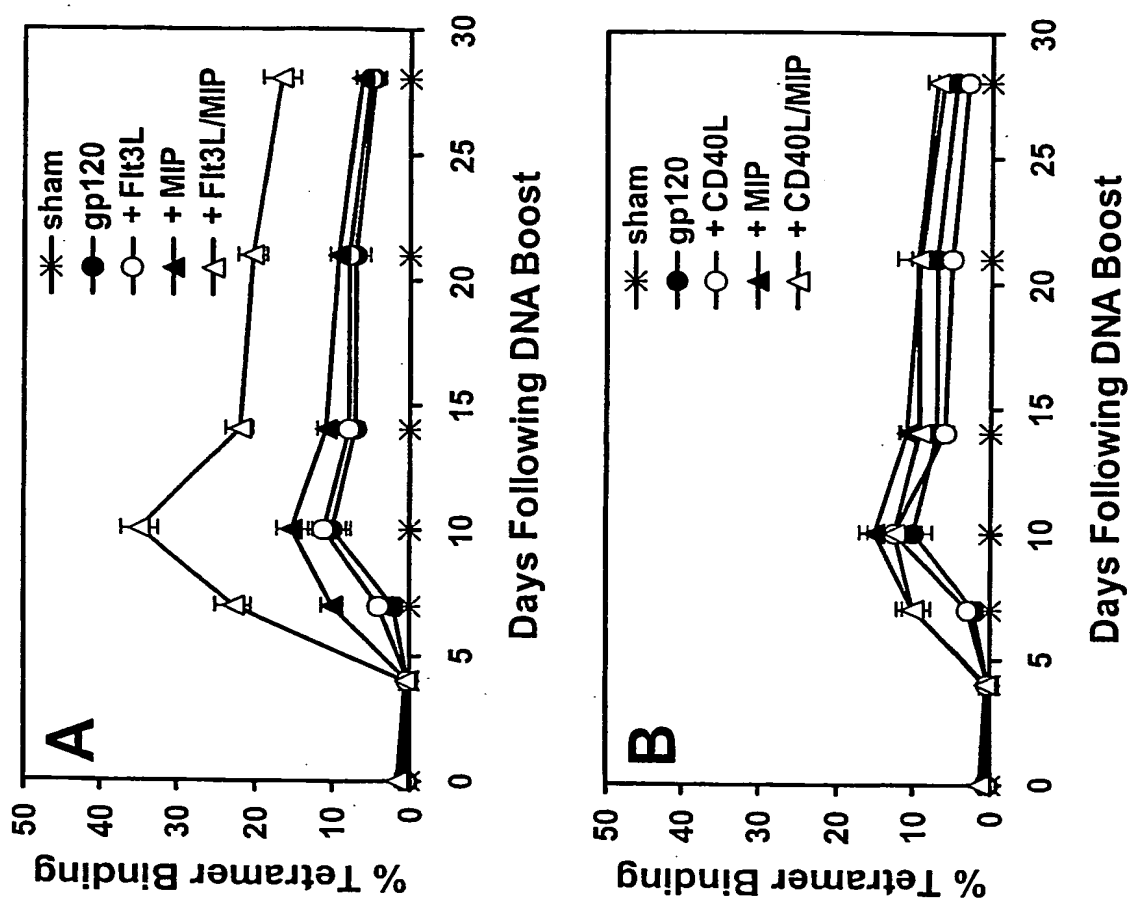 A
sham
gp120
+ Flt3L
+ MIP
+ Flt3L/MIP
50
40
30
20
10
0
% Tetramer Binding
0
5
10
15
20
25
30
Days Following DNA Boost
B
sham
gp120
+ CD40L
+ MIP
+ CD40L/MIP
50
40
30
20
10
0
% Tetramer Binding
0
5
10
15
20
25
30
Days Following DNA Boost